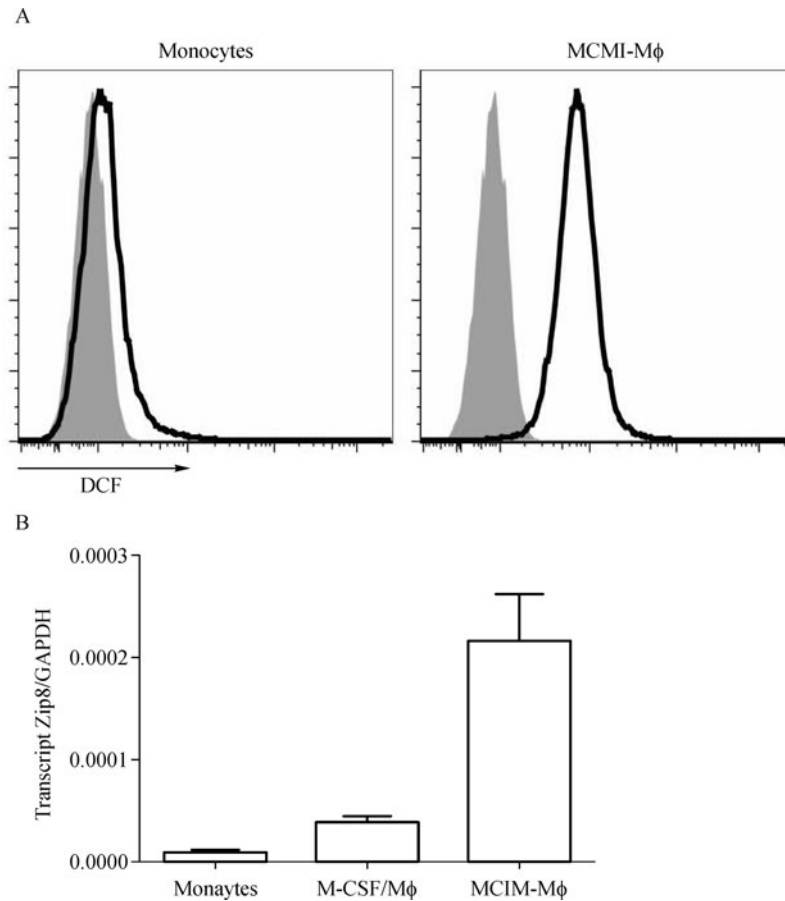 A
Monocytes
MCMI-Mϕ
DCF
B
Transcript Zip8/GAPDH
0.0003
0.0002
0.0001
0.0000
Monaytes
M-CSF/Mϕ
MCIM-Mϕ